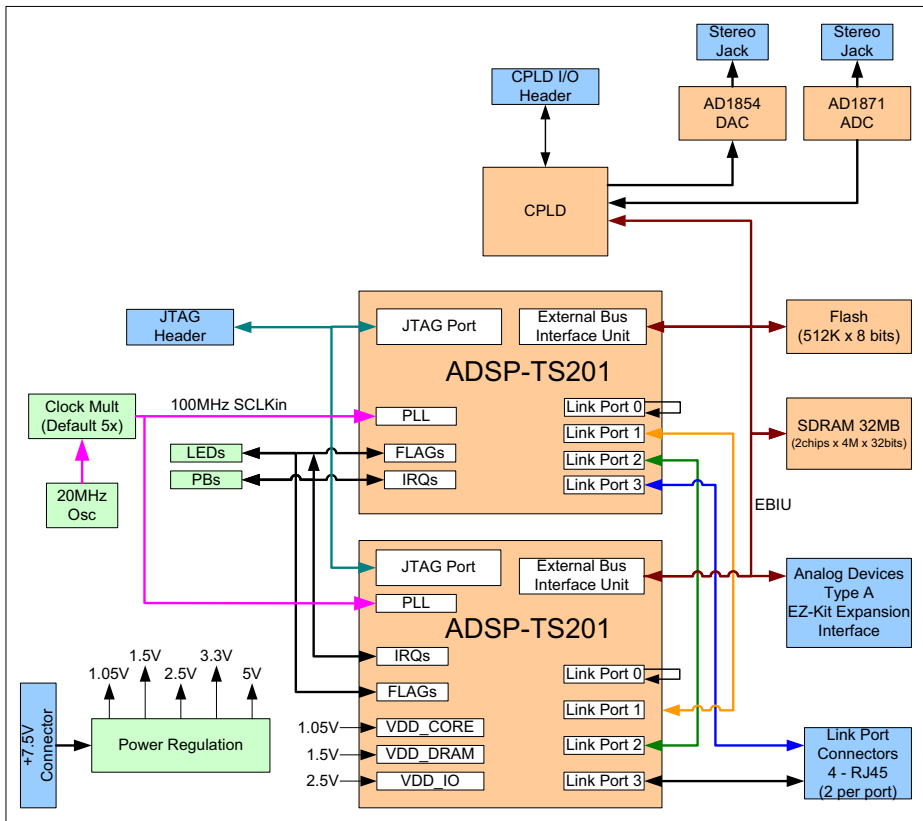 Stereo
Jack
Stereo
Jack
CPLD I/O
Header
AD1854
DAC
AD1871
ADC
CPLD
JTAG
Header
JTAG Port
External Bus
Interface Unit
Flash
(512K x 8 bits)
ADSP-TS201
Clock Mult
(Default 5x)
100MHz SCLKin
PLL
Link Port 0
Link Port 1
Link Port 2
Link Port 3
SDRAM 32MB
(2chips x 4M x 32bits)
LEDs
FLAGs
PBs
IRQs
20MHz
Osc
EBIU
JTAG Port
External Bus
Interface Unit
Analog Devices
Type A
EZ-Kit Expansion
Interface
PLL
ADSP-TS201
IRQs
FLAGs
Link Port 0
Link Port 1
Link Port 2
Link Port 3
1.05V
1.5V
2.5V
3.3V
5V
+7.5V
Connector
Power Regulation
1.05V
VDD_CORE
1.5V
VDD_DRAM
2.5V
VDD_IO
Link Port
Connectors
4 - RJ45
(2 per port)